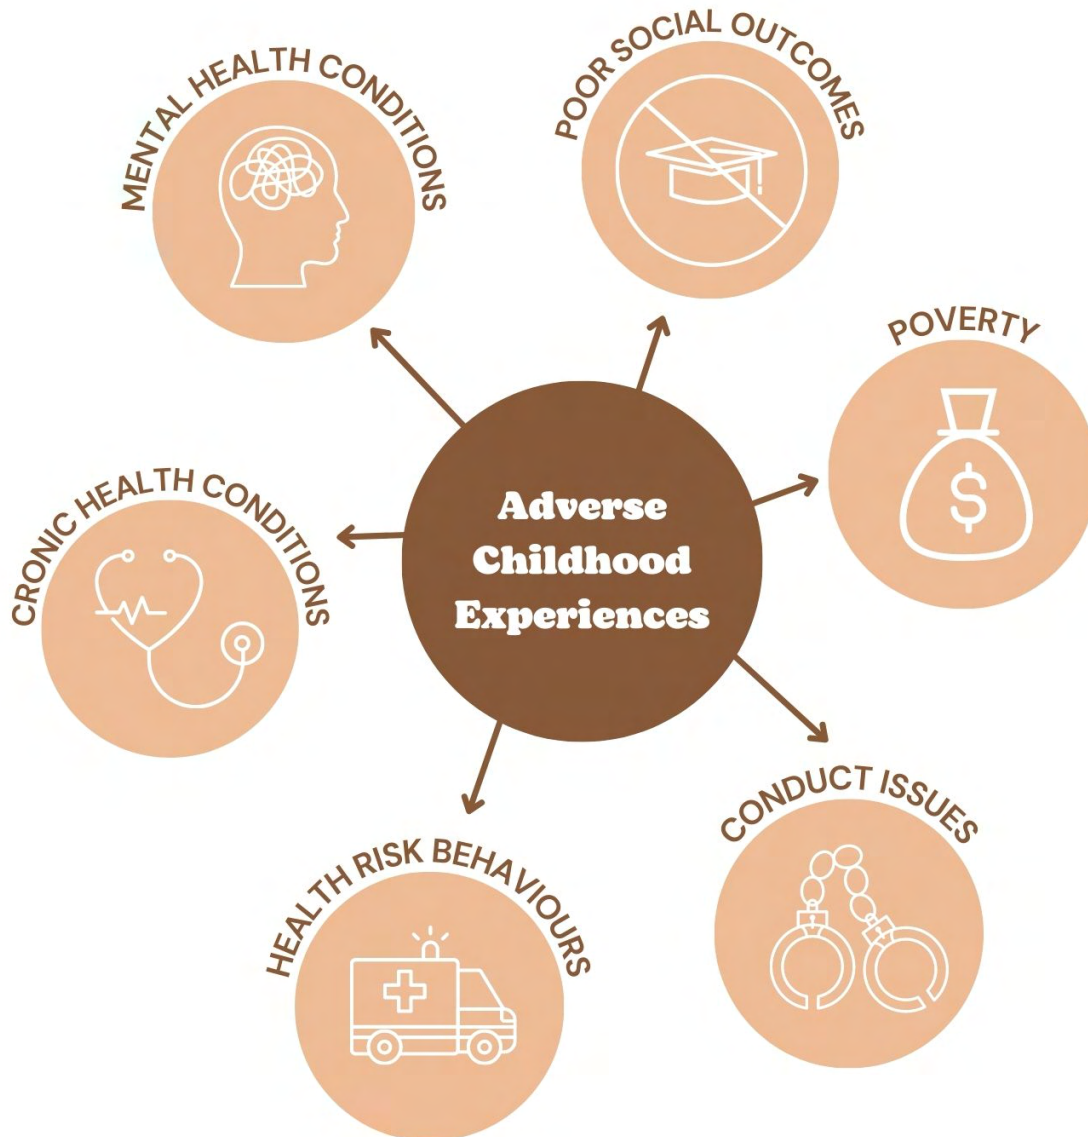 MENTAL HEALTH CONDITIONS
POOR SOCIAL OUTCOMES
POVERTY
CRONIC HEALTH CONDITIONS
Adverse
Childhood
Experiences
$
CONDUCT ISSUES
HEALTH RISK BEHAVIOURS